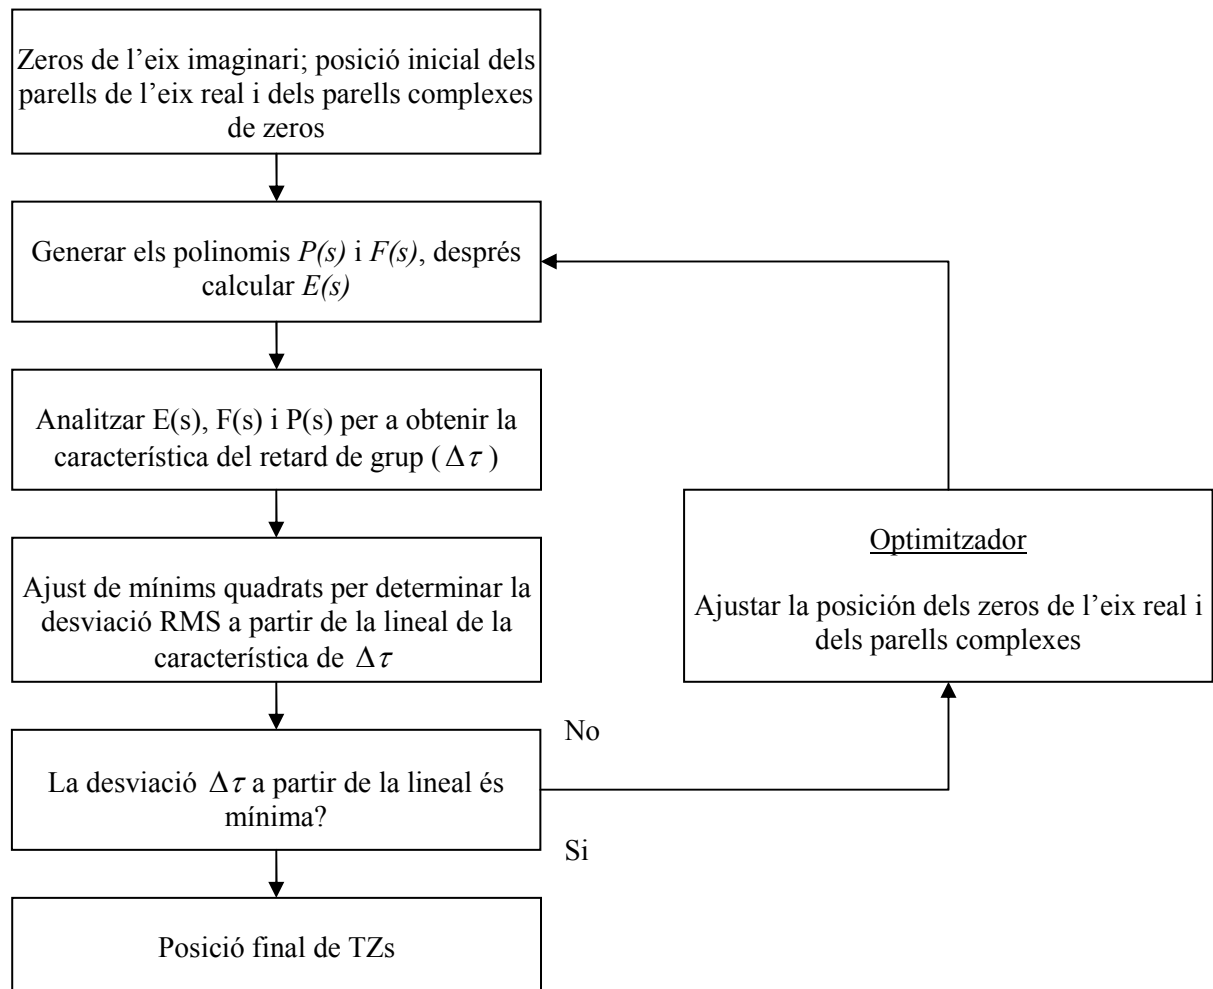 Zeros de l’eix imaginari; posició inicial dels
parells de l’eix real i dels parells complexes
de zeros
Generar els polinomis P(s) i F(s), després
calcular E(s)
Analitzar E(s), F(s) i P(s) per a obtenir la
característica del retard de grup ( Δτ )
Ajust de mínims quadrats per determinar la
desviació RMS a partir de la lineal de la
característica de Δτ
Optimitzador
Ajustar la posición dels zeros de l’eix real i
dels parells complexes
No
La desviació Δτ a partir de la lineal és
mínima?
Si
Posició final de TZs